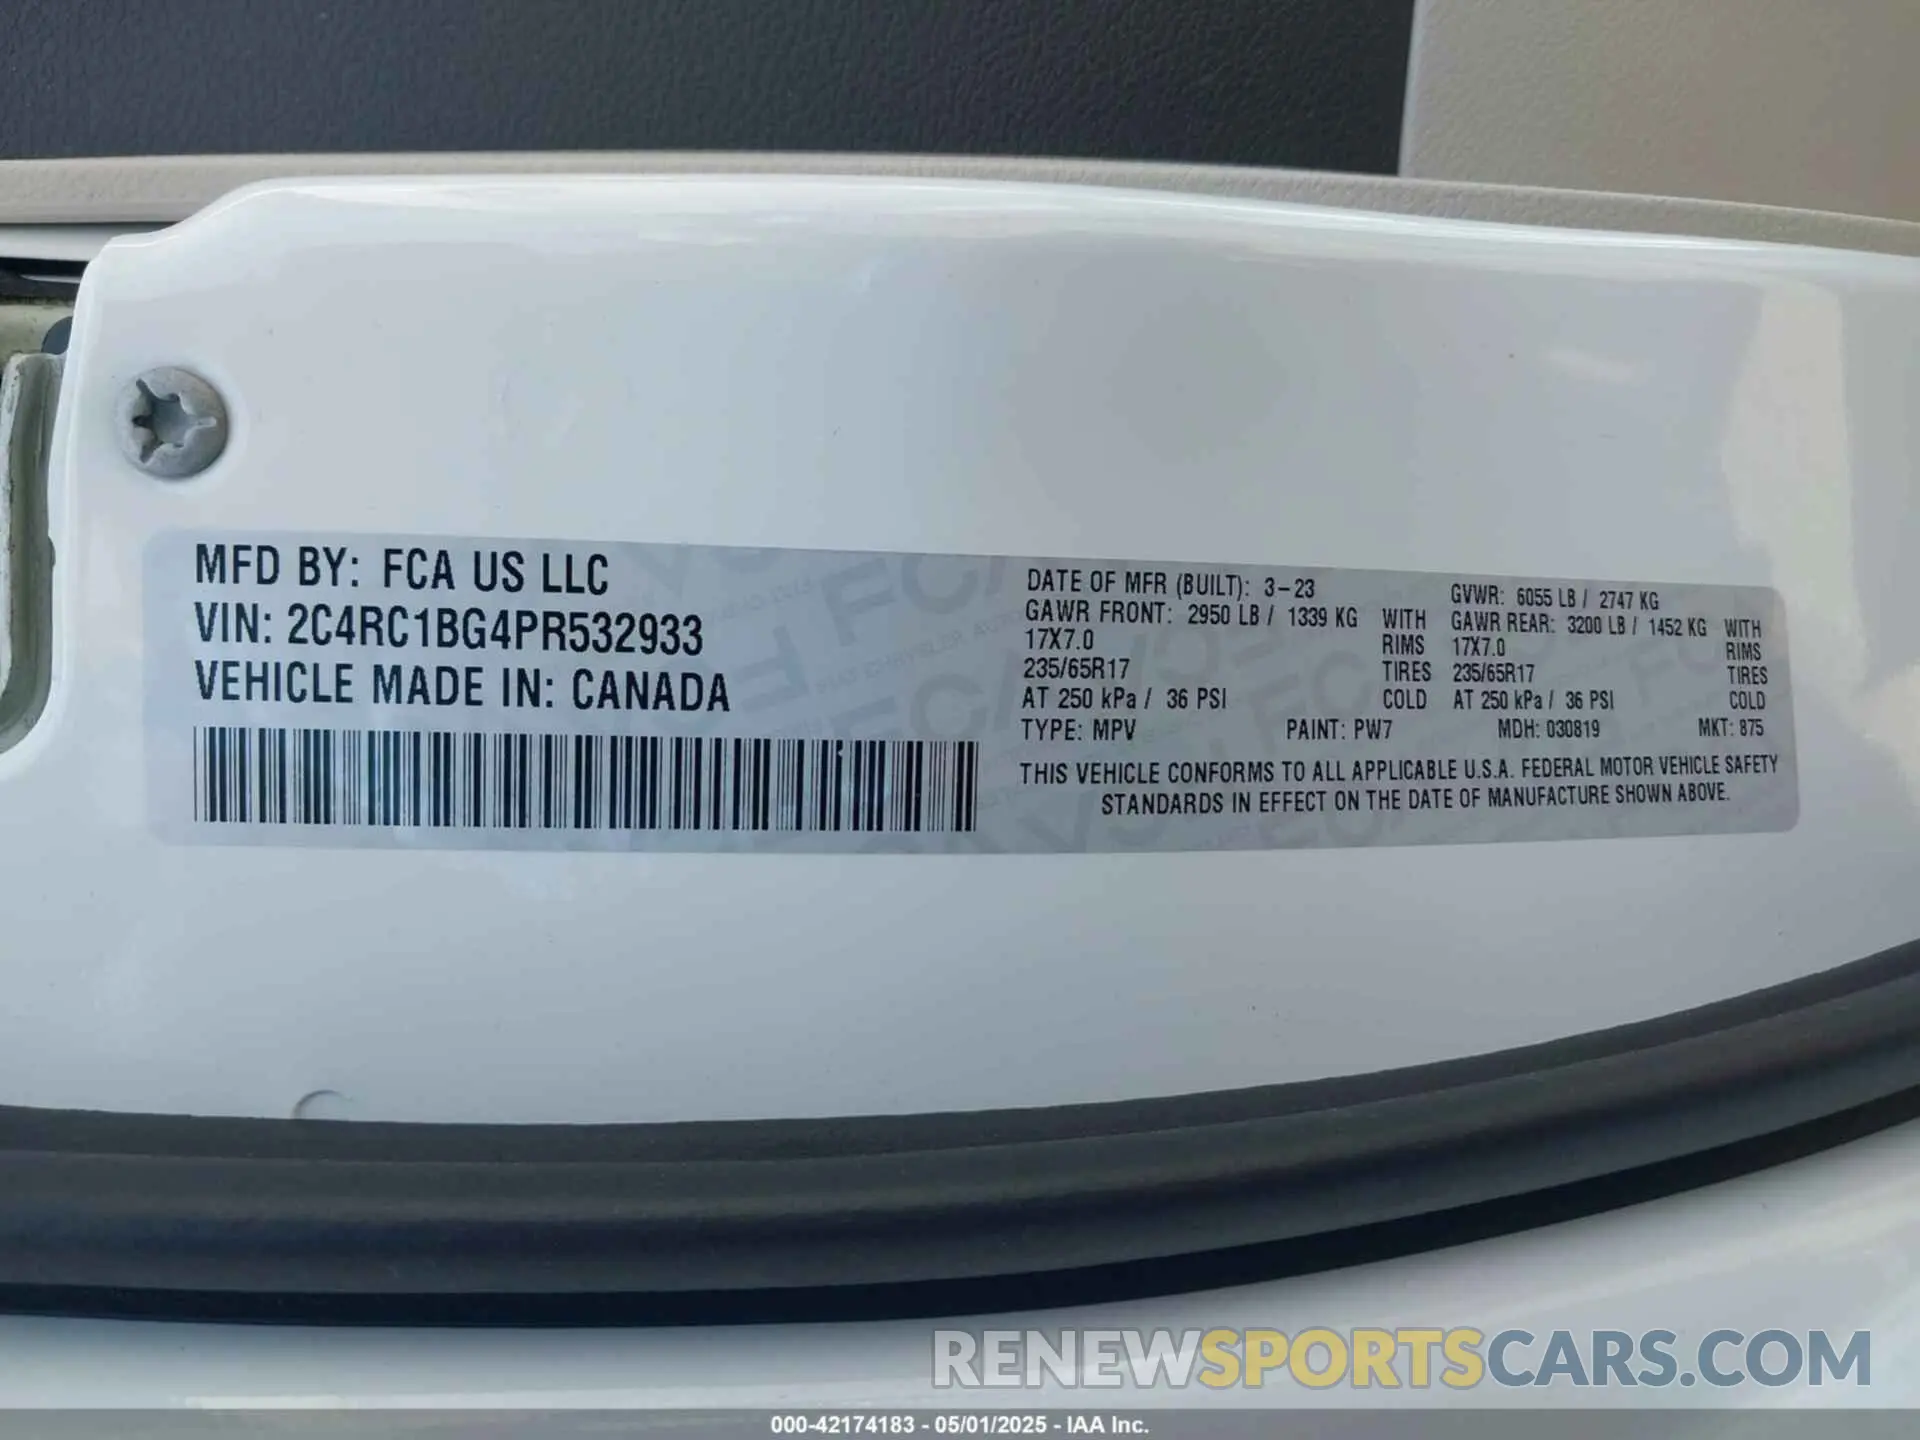 MFD BY: FCA US LLC
VIN: 2C4RC1BG4PR532933
VEHICLE MADE IN: CANADA
DATE OF MFR (BUILT): 3-23 GVWR: 6055 LB / 2747 KG
GAWR FRONT: 2950 LB / 1339 KG WITH GAWR REAR: 3200 LB / 1452 KG WITH
17X7.0 RIMS 17X7.0 RIMS
235/65R17 TIRES 235/65R17 TIRES
AT 250 kPa / 36 PSI COLD AT 250 kPa / 36 PSI COLD
TYPE: MPV PAINT: PW7 MDH: 030819 MKT: 875
THIS VEHICLE CONFORMS TO ALL APPLICABLE U.S.A. FEDERAL MOTOR VEHICLE SAFETY
STANDARDS IN EFFECT ON THE DATE OF MANUFACTURE SHOWN ABOVE.
RENEWSPORTSCARS.COM
000-42174183 - 05/01/2025 - IAA Inc.